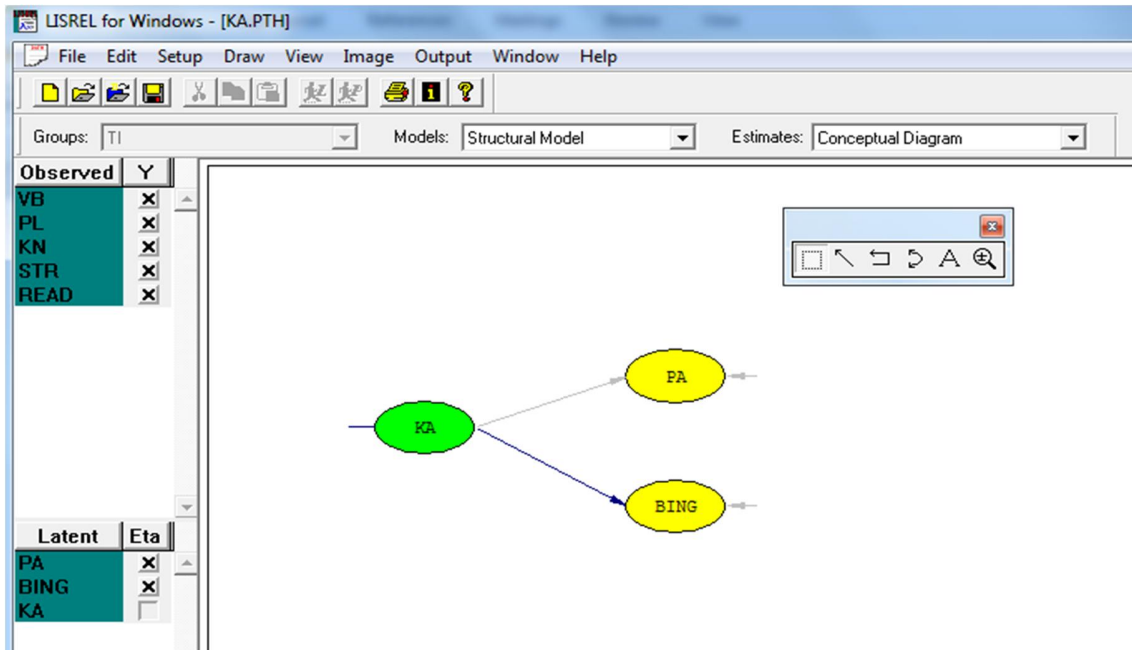 LISREL for Windows - [KA.PTH]
File Edit Setup Draw View Image Output Window Help
Groups: TI Models: Structural Model Estimates: Conceptual Diagram
Observed Y
VB
PL
KN
STR
READ
A
PA
KA
BING
Latent Eta
PA
BING
KA